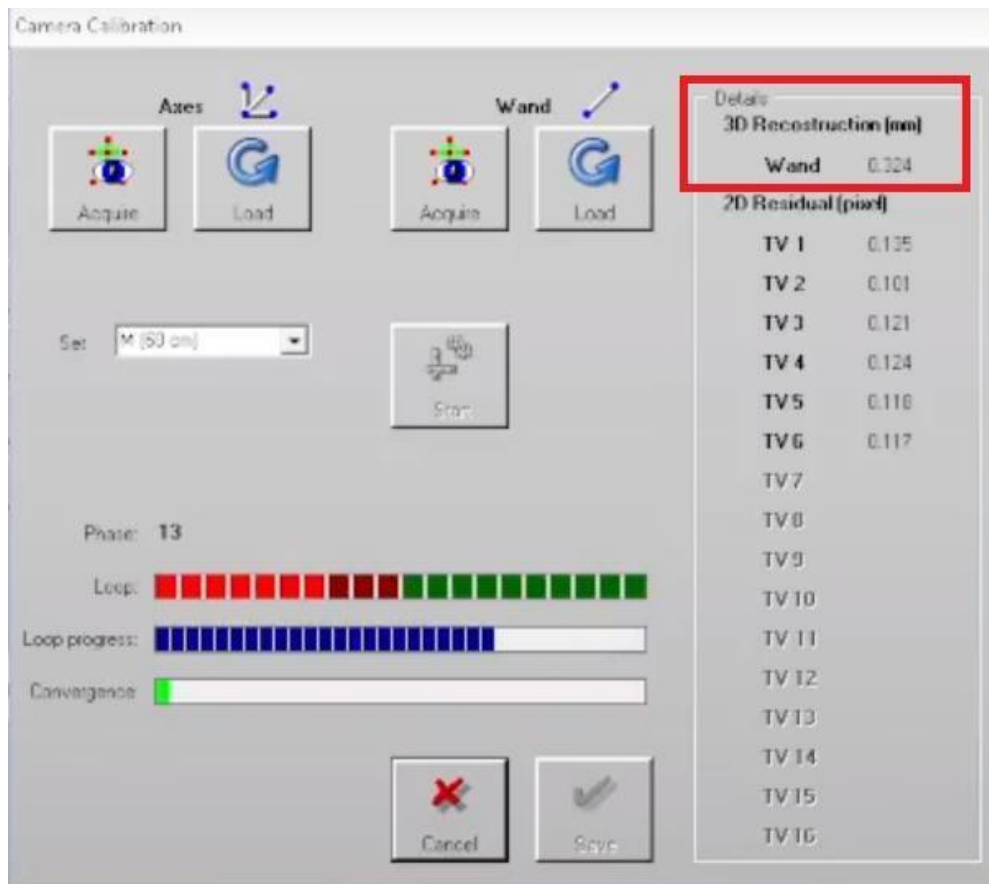 Camera Calibration
Axes
Wand
Acquire
Load
Acquire
Load
Set
M (60 cm)
Start
Phase: 13
Loop:
Loop progress:
Convergence
Cancel
Save
Details
3D Recostruction (mm)
Wand 0.324
2D Residual (pixel)
TV 1 0.135
TV 2 0.101
TV 3 0.121
TV 4 0.124
TV 5 0.118
TV 6 0.117
TV 7
TV 8
TV 9
TV 10
TV 11
TV 12
TV 13
TV 14
TV 15
TV 16